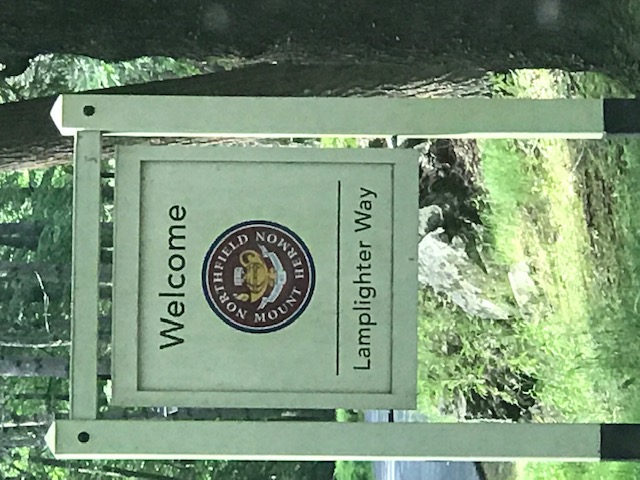 Welcome
NORTHFIELD
MOUNT HERMON
Lamplighter Way